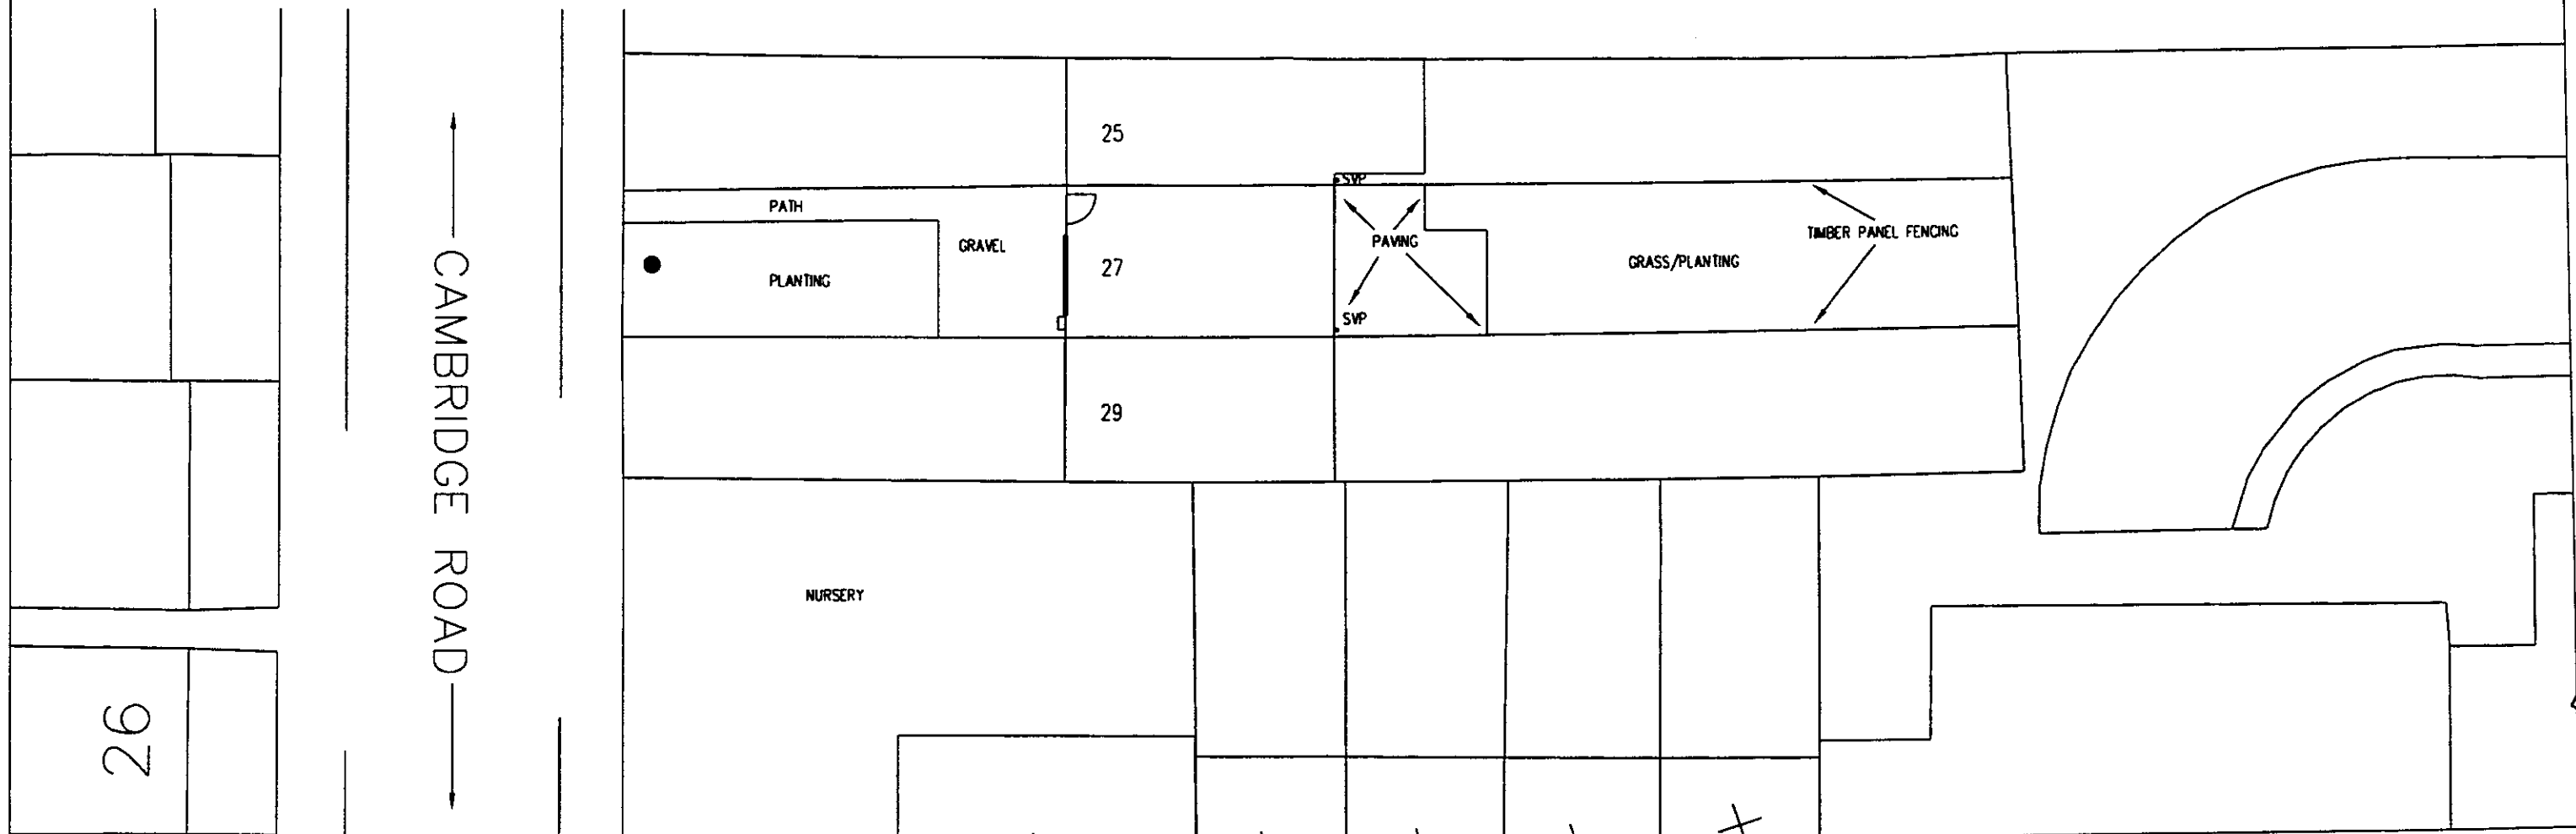 25
SVP
PATH
TIMBER PANEL FENCING
PAVING
GRAVEL
GRASS/PLANTING
27
PLANTING
SVP
CAMBRIDGE ROAD
29
NURSERY
26